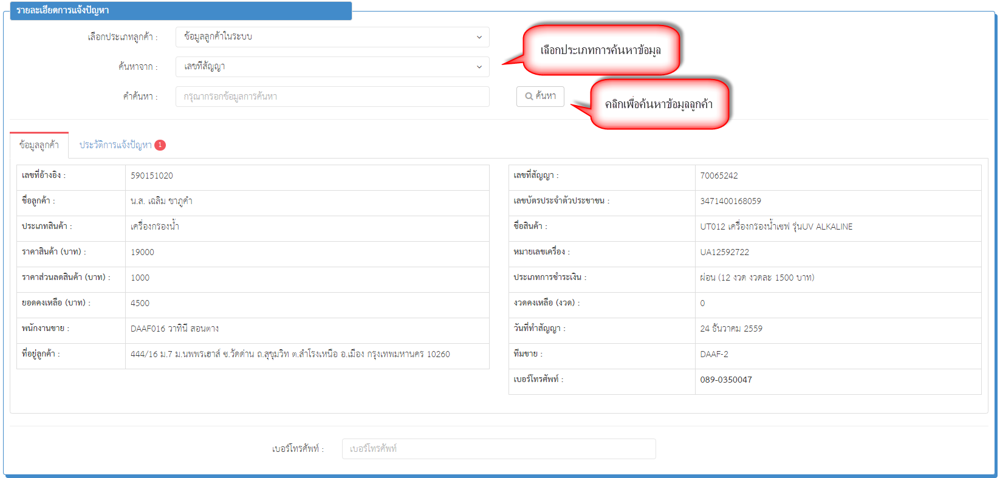 รายละเอียดการแจ้งปัญหา
เลือกประเภทลูกค้า : ข้อมูลลูกค้าในระบบ
เลือกประเภทการค้นหาข้อมูล
ค้นหาจาก : เลขที่สัญญา
คำค้นหา : กรุณากรอกข้อมูลการค้นหา ค้นหา
คลิกเพื่อค้นหาข้อมูลลูกค้า
ข้อมูลลูกค้า ประวัติการแจ้งปัญหา 1
เลขที่อ้างอิง : 590151020 เลขที่สัญญา : 70065242
ชื่อลูกค้า : น.ส. เฉลิม ชาภูคำ เลขบัตรประจำตัวประชาชน : 3471400168059
ประเภทสินค้า : เครื่องกรองน้ำ ชื่อสินค้า : UT012 เครื่องกรองน้ำเซฟ รุ่นUV ALKALINE
ราคาสินค้า (บาท) : 19000 หมายเลขเครื่อง : UA12592722
ราคาส่วนลดสินค้า (บาท) : 1000 ประเภทการชำระเงิน : ผ่อน (12 งวด งวดละ 1500 บาท)
ยอดคงเหลือ (บาท) : 4500 งวดคงเหลือ (งวด) : 0
พนักงานขาย : DAAF016 วาทินี สอนตาง วันที่ทำสัญญา : 24 ธันวาคม 2559
ที่อยู่ลูกค้า : 444/16 ม.7 ม.นพพรเฮาส์ ซ.วัดด่าน ถ.สุขุมวิท ต.สำโรงเหนือ อ.เมือง กรุงเทพมหานคร 10260 ทีมขาย : DAAF-2
เบอร์โทรศัพท์ : 089-0350047
เบอร์โทรศัพท์ : เบอร์โทรศัพท์